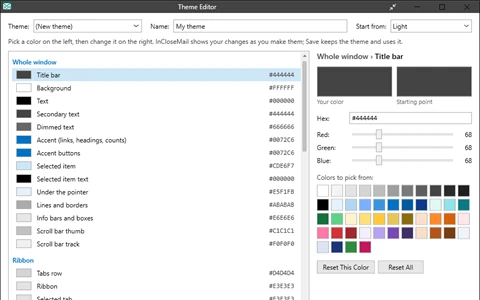 Theme Editor
Theme: (New theme) Name: My theme Start from: Light
Pick a color on the left, then change it on the right. InCloseMail shows your changes as you make them; Save keeps the theme and uses it.
Whole window
Title bar #444444
Background #FFFFFF
Text #000000
Secondary text #444444
Dimmed text #666666
Accent (links, headings, counts) #0072C6
Accent buttons #0072C6
Selected item #CDE6F7
Selected item text #000000
Under the pointer #E5F1FB
Lines and borders #ABABAB
Info bars and boxes #E6E6E6
Scroll bar thumb #C1C1C1
Scroll bar track #F0F0F0
Ribbon
Tabs row #D4D4D4
Ribbon #E3E3E3
Selected tab
Whole window › Title bar
Your color Starting point
Hex: #444444
Red: 68
Green: 68
Blue: 68
Colors to pick from:
Reset This Color Reset All